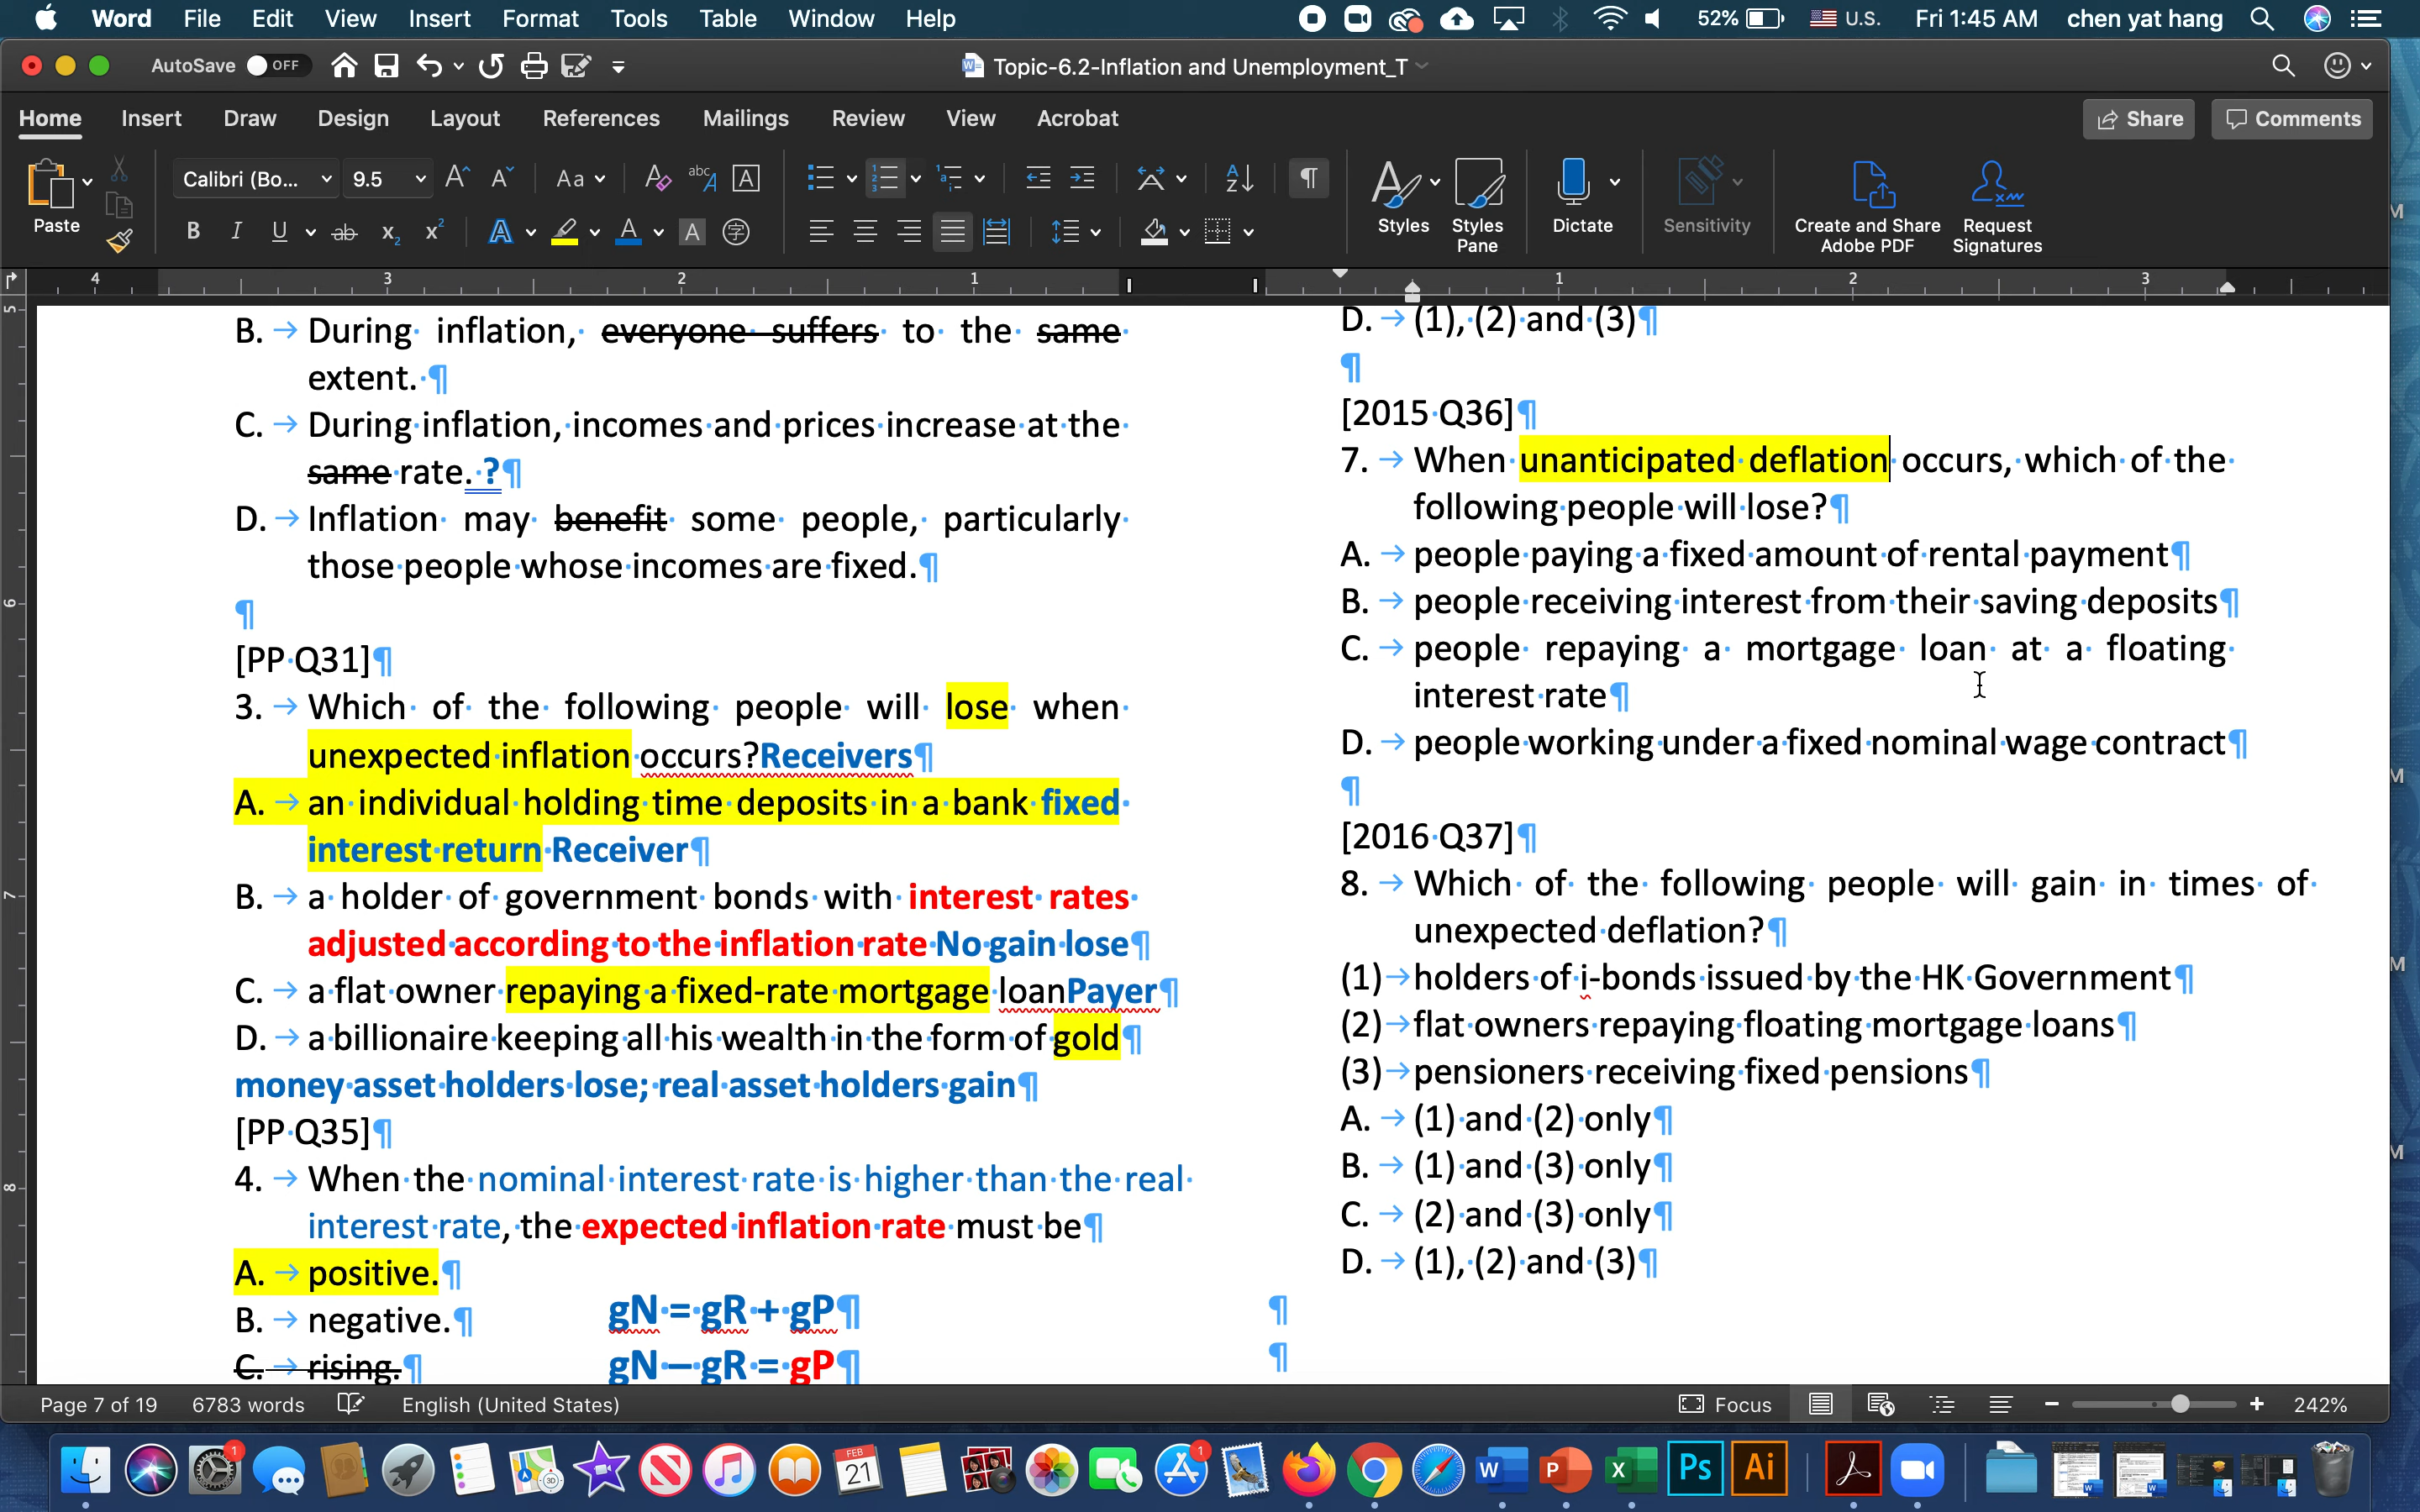 Word File Edit View Insert Format Tools Table Window Help
52% U.S. Fri 1:45 AM chen yat hang
AutoSave OFF
Topic-6.2-Inflation and Unemployment_T
Home Insert Draw Design Layout References Mailings Review View Acrobat
Share Comments
Paste
Calibri (Bo... 9.5
Styles
Styles Pane
Dictate
Sensitivity
Create and Share Adobe PDF
Request Signatures
4 3 2 1 1 2 3
B. During inflation, everyone suffers to the same
extent.
C. During inflation, incomes and prices increase at the
same rate. ?
D. Inflation may benefit some people, particularly
those people whose incomes are fixed.
[PP Q31]
3. Which of the following people will lose when
unexpected inflation occurs?Receivers
A. an individual holding time deposits in a bank fixed
interest return Receiver
B. a holder of government bonds with interest rates
adjusted according to the inflation rate No gain lose
C. a flat owner repaying a fixed-rate mortgage loanPayer
D. a billionaire keeping all his wealth in the form of gold
money asset holders lose; real asset holders gain
[PP Q35]
4. When the nominal interest rate is higher than the real
interest rate, the expected inflation rate must be
A. positive.
B. negative.
C. rising.
gN = gR + gP
gN – gR = gP
D. (1), (2) and (3)
[2015 Q36]
7. When unanticipated deflation occurs, which of the
following people will lose?
A. people paying a fixed amount of rental payment
B. people receiving interest from their saving deposits
C. people repaying a mortgage loan at a floating
interest rate
D. people working under a fixed nominal wage contract
[2016 Q37]
8. Which of the following people will gain in times of
unexpected deflation?
(1) holders of i-bonds issued by the HK Government
(2) flat owners repaying floating mortgage loans
(3) pensioners receiving fixed pensions
A. (1) and (2) only
B. (1) and (3) only
C. (2) and (3) only
D. (1), (2) and (3)
Page 7 of 19 6783 words English (United States)
Focus 242%
FEB 21
Ps Ai